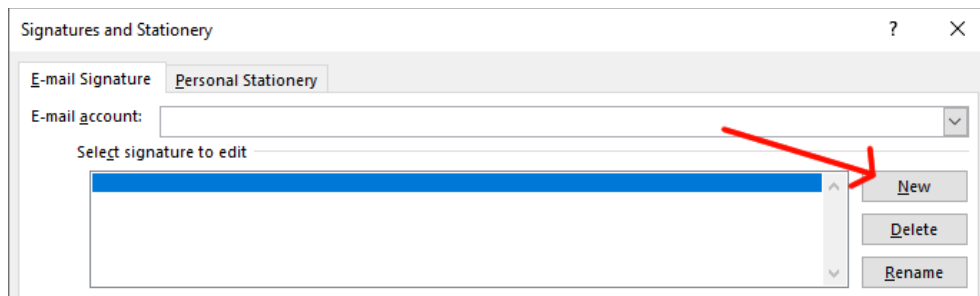 Signatures and Stationery ?
E-mail Signature Personal Stationery
E-mail account:
Select signature to edit
New
Delete
Rename